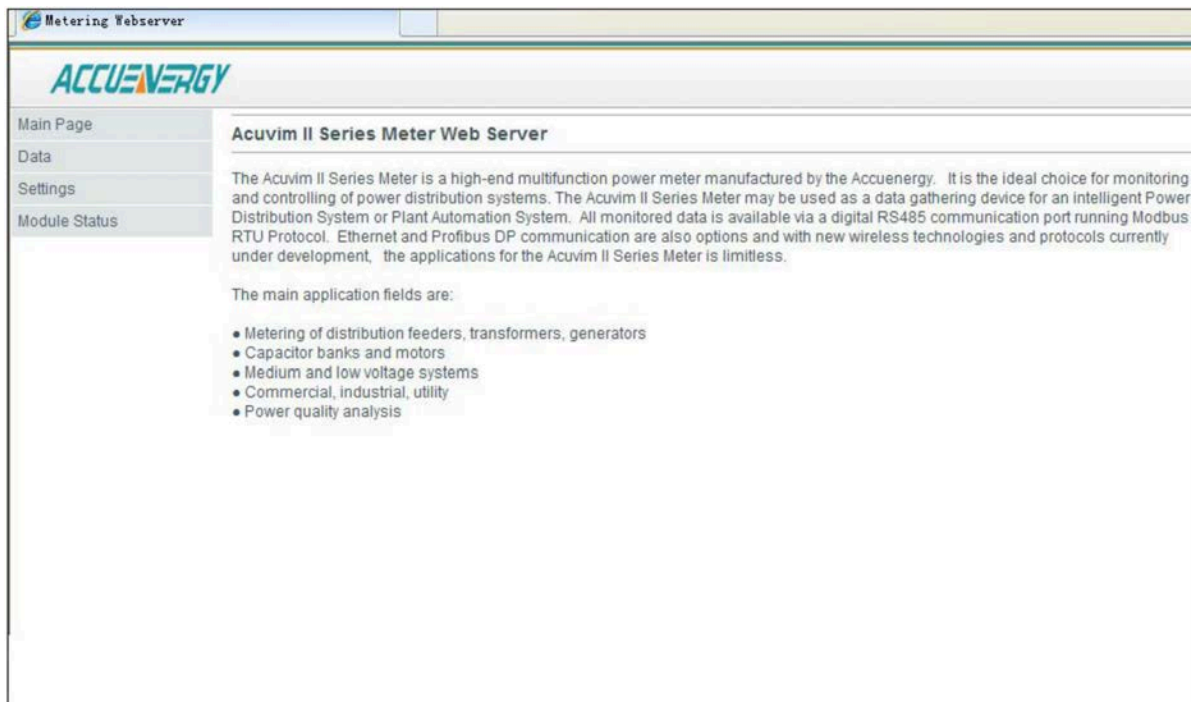 Metering Webserver
ACCUENERGY
Main Page
Data
Settings
Module Status
Acuvim II Series Meter Web Server
The Acuvim II Series Meter is a high-end multifunction power meter manufactured by the Accuenergy. It is the ideal choice for monitoring
and controlling of power distribution systems. The Acuvim II Series Meter may be used as a data gathering device for an intelligent Power
Distribution System or Plant Automation System. All monitored data is available via a digital RS485 communication port running Modbus
RTU Protocol. Ethernet and Profibus DP communication are also options and with new wireless technologies and protocols currently
under development, the applications for the Acuvim II Series Meter is limitless.
The main application fields are:
● Metering of distribution feeders, transformers, generators
● Capacitor banks and motors
● Medium and low voltage systems
● Commercial, industrial, utility
● Power quality analysis